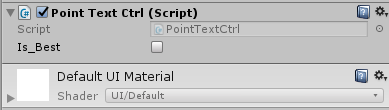 Point Text Ctrl (Script)
Script PointTextCtrl
Is_Best
Default UI Material
Shader UI/Default